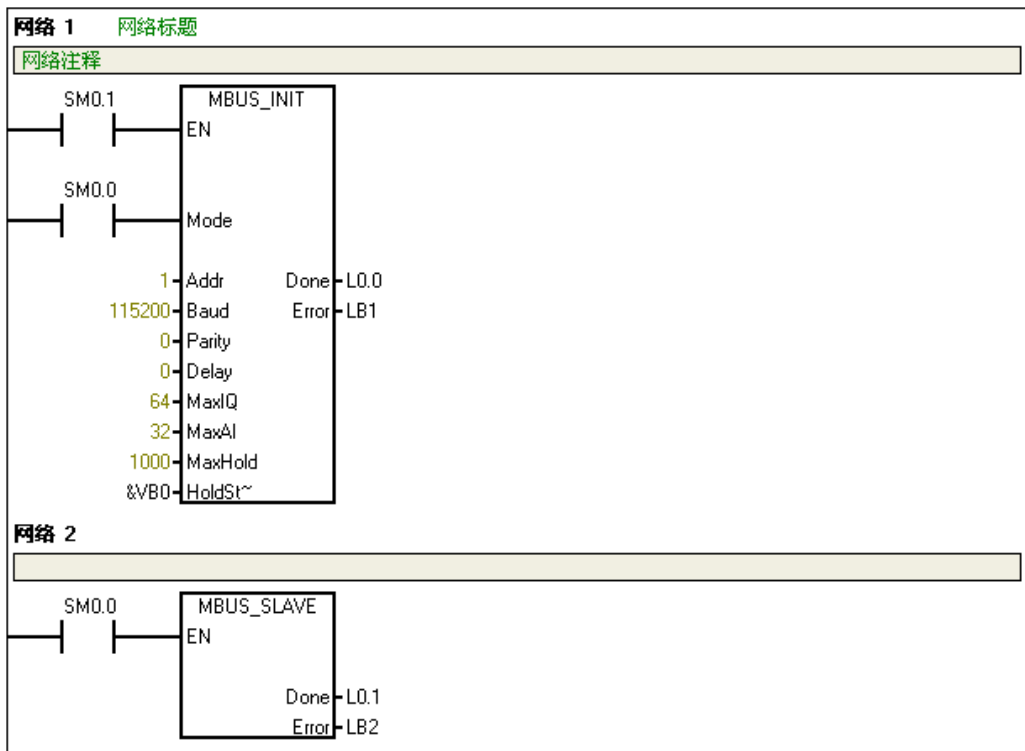 网络 1 网络标题
网络注释
SM0.1 MBUS_INIT
EN
SM0.0
Mode
1 Addr Done L0.0
115200 Baud Error LB1
0 Parity
0 Delay
64 MaxIQ
32 MaxAI
1000 MaxHold
&VB0 HoldSt~
网络 2
SM0.0 MBUS_SLAVE
EN
Done L0.1
Error LB2